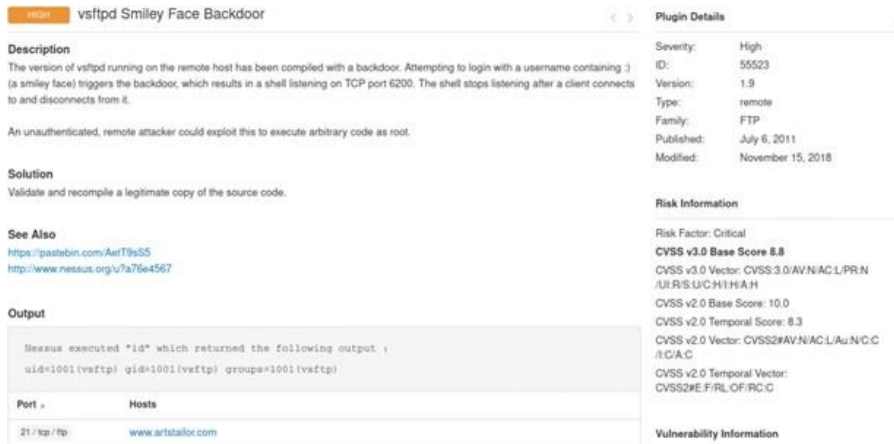 HIGH vsftpd Smiley Face Backdoor
Description
The version of vsftpd running on the remote host has been compiled with a backdoor. Attempting to login with a username containing :)
(a smiley face) triggers the backdoor, which results in a shell listening on TCP port 6200. The shell stops listening after a client connects
to and disconnects from it.
An unauthenticated, remote attacker could exploit this to execute arbitrary code as root.
Solution
Validate and recompile a legitimate copy of the source code.
See Also
https://pastebin.com/AetT9sS5
http://www.nessus.org/u?a76e4567
Output
Nessus executed "id" which returned the following output :
uid=1001(vsftp) gid=1001(vsftp) groups=1001(vsftp)
Port Hosts
21 / tcp / ftp www.artstailor.com
Plugin Details
Severity: High
ID: 55523
Version: 1.9
Type: remote
Family: FTP
Published: July 6, 2011
Modified: November 15, 2018
Risk Information
Risk Factor: Critical
CVSS v3.0 Base Score 8.8
CVSS v3.0 Vector: CVSS:3.0/AV:N/AC:L/PR:N
/UI:R/S:U/C:H/I:H/A:H
CVSS v2.0 Base Score: 10.0
CVSS v2.0 Temporal Score: 8.3
CVSS v2.0 Vector: CVSS2#AV:N/AC:L/Au:N/C:C
/I:C/A:C
CVSS v2.0 Temporal Vector:
CVSS2#E:F/RL:OF/RC:C
Vulnerability Information